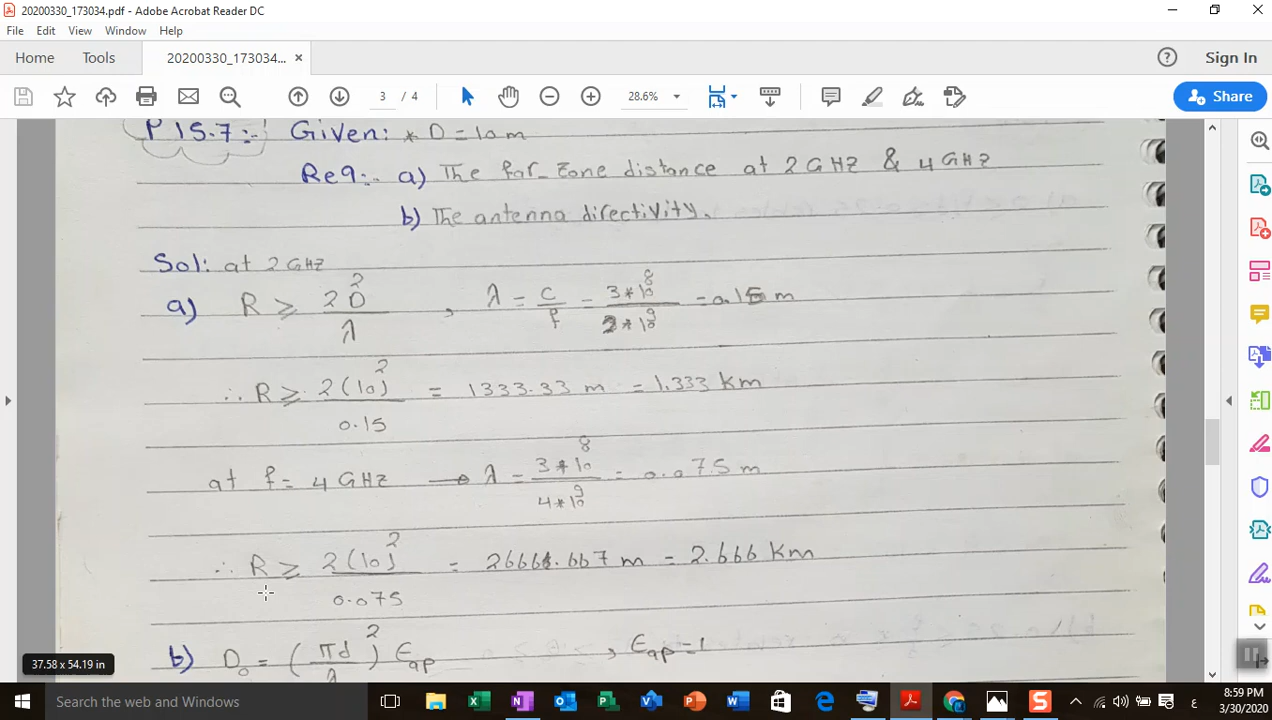 20200330_173034.pdf - Adobe Acrobat Reader DC
File Edit View Window Help
Home Tools 20200330_173034... × Sign In
3 / 4 28.6% Share
P 15.7:- Given: * D = 10 m
Req:- a) The far-zone distance at 2 GHz & 4 GHz
b) The antenna directivity.
Sol: at 2 GHz
a) R ≥ 2D²/λ , λ = c/f = 3*10⁸/2*10⁹ = 0.15 m
∴ R ≥ 2(10)²/0.15 = 1333.33 m = 1.333 Km
at f = 4 GHz → λ = 3*10⁸/4*10⁹ = 0.075 m
∴ R ≥ 2(10)²/0.075 = 2666.667 m = 2.666 Km
b) D₀ = (πd/λ)² ϵap , ϵap = 1
37.58 x 54.19 in
Search the web and Windows
ع 8:59 PM
3/30/2020